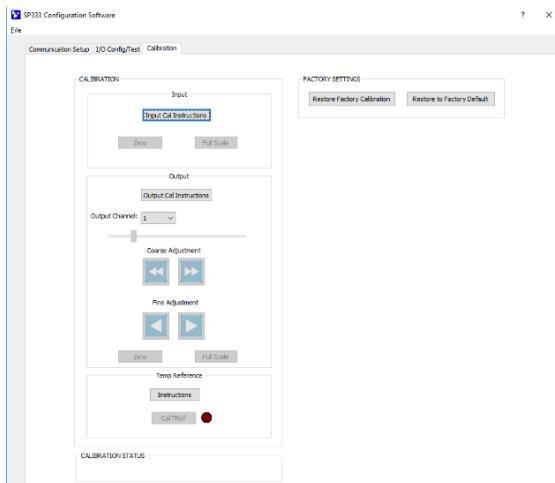 SP333 Configuration Software
File
Communication Setup I/O Config/Test Calibration
CALIBRATION
Input
Input Cal Instructions
Zero Full Scale
Output
Output Cal Instructions
Output Channel: 1
Coarse Adjustment
Fine Adjustment
Zero Full Scale
Temp Reference
Instructions
Cal TRef
CALIBRATION STATUS
FACTORY SETTINGS
Restore Factory Calibration Restore to Factory Default